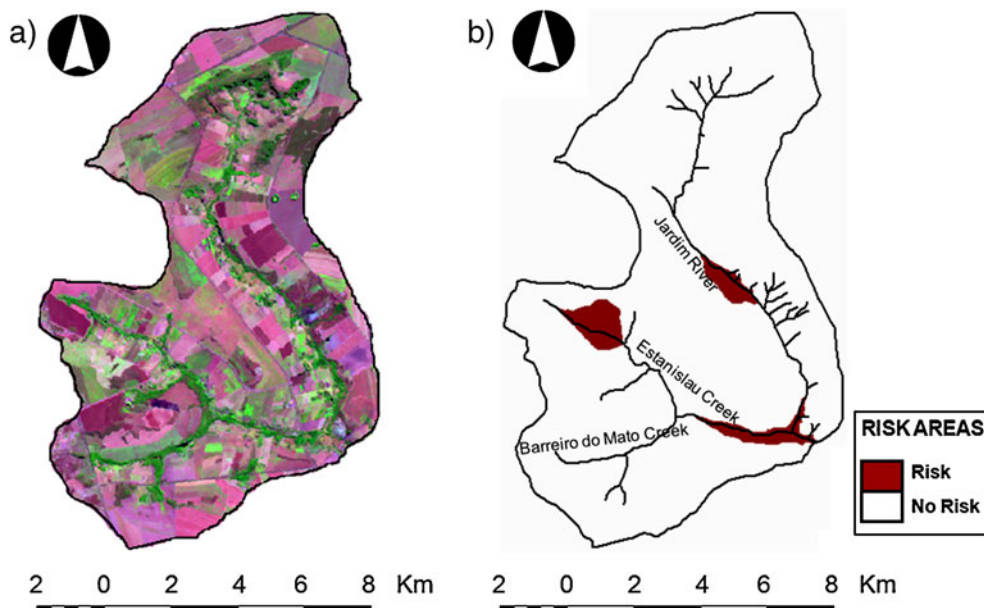 a)
b)
Jardim River
Estanislau Creek
Barreiro do Mato Creek
RISK AREAS
Risk
No Risk
2 0 2 4 6 8 Km
2 0 2 4 6 8 Km